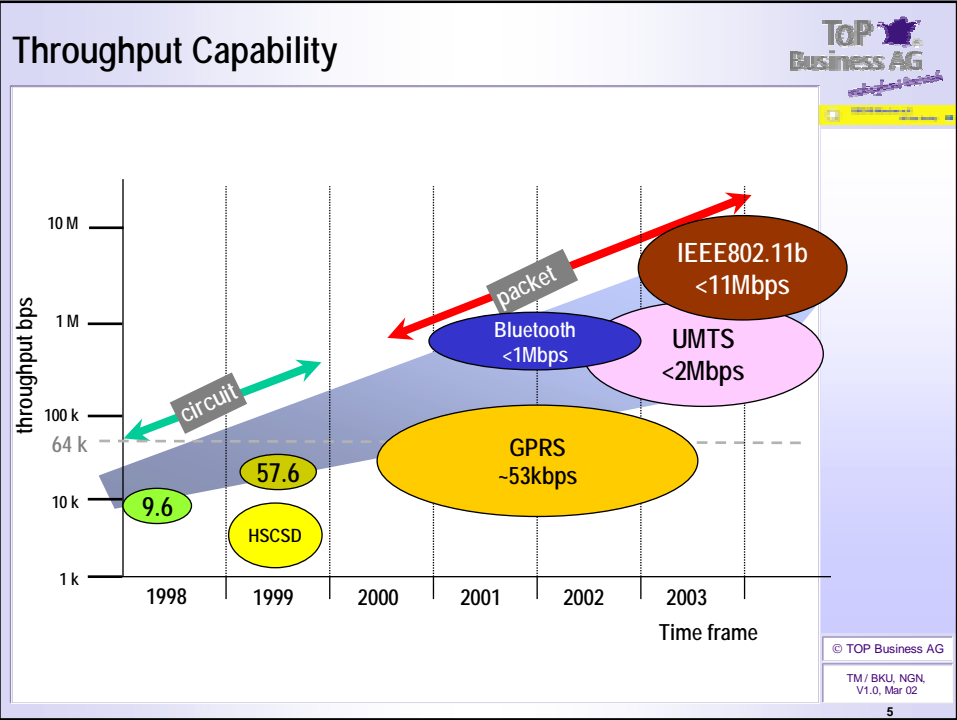 Throughput Capability
ToP
Business AG
10 M
1 M
100 k
64 k
10 k
1 k
throughput bps
circuit
packet
9.6
57.6
HSCSD
GPRS
~53kbps
Bluetooth
<1Mbps
UMTS
<2Mbps
IEEE802.11b
<11Mbps
1998
1999
2000
2001
2002
2003
Time frame
© TOP Business AG
TM / BKU, NGN,
V1.0, Mar 02
5